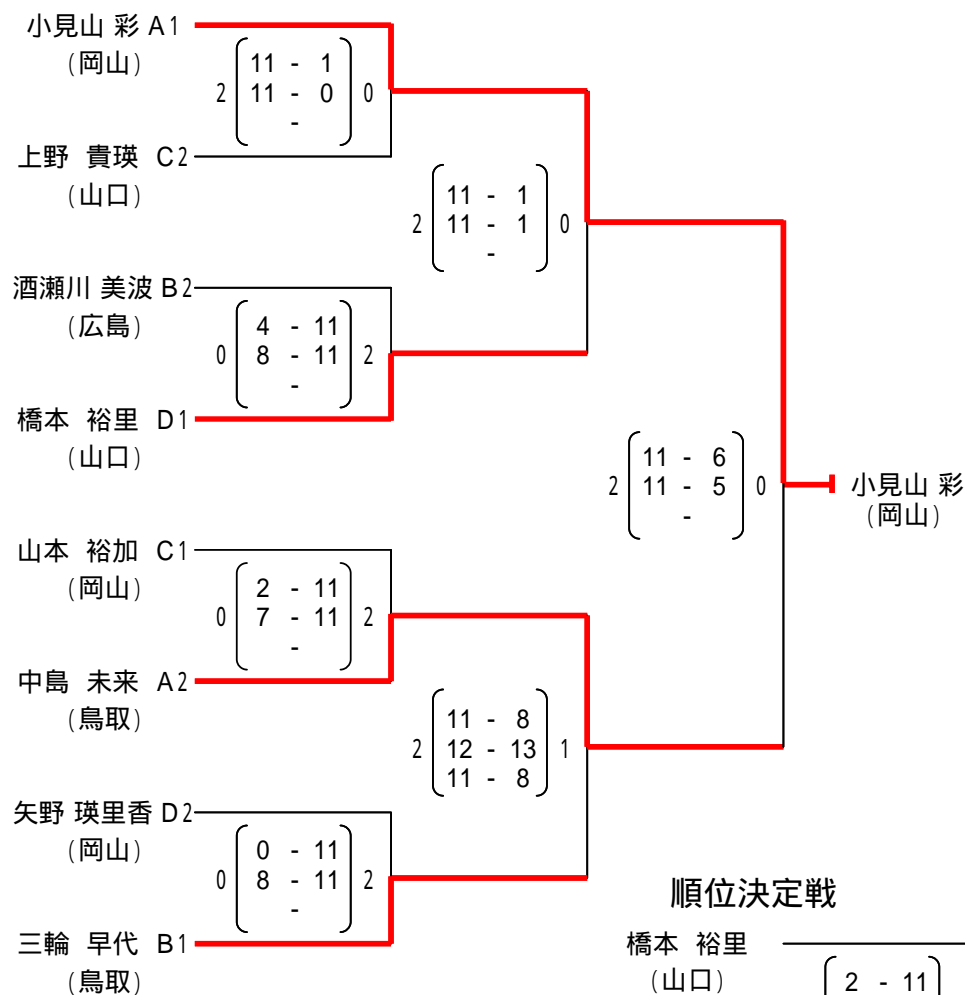 小見山 彩 A1
(岡山)
2 11 - 1 0
11 - 0
-
上野 貴瑛 C2
(山口)
2 11 - 1 0
11 - 1
-
酒瀬川 美波 B2
(広島)
0 4 - 11 2
8 - 11
-
橋本 裕里 D1
(山口)
2 11 - 6 0
11 - 5
-
小見山 彩
(岡山)
山本 裕加 C1
(岡山)
0 2 - 11 2
7 - 11
-
中島 未来 A2
(鳥取)
2 11 - 8 1
12 - 13
11 - 8
矢野 瑛里香 D2
(岡山)
0 0 - 11 2
8 - 11
-
三輪 早代 B1
(鳥取)
順位決定戦
橋本 裕里
(山口)
2 - 11